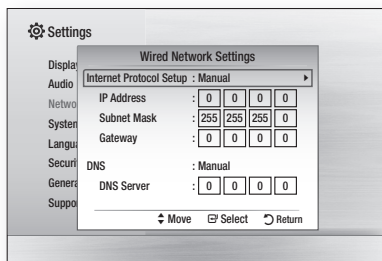 Settings
Wired Network Settings
Internet Protocol Setup : Manual
IP Address : 0 0 0 0
Subnet Mask : 255 255 255 0
Gateway : 0 0 0 0
DNS : Manual
DNS Server : 0 0 0 0
Move Select Return
Displa
Audio
Netwo
System
Langua
Securi
Genera
Suppo